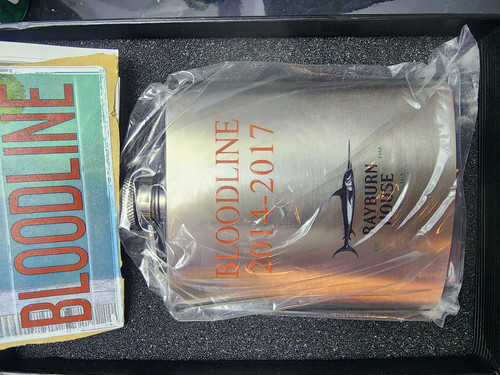 BLOODLINE
BLOODLINE
2014-2017
RAYBURN
HOUSE